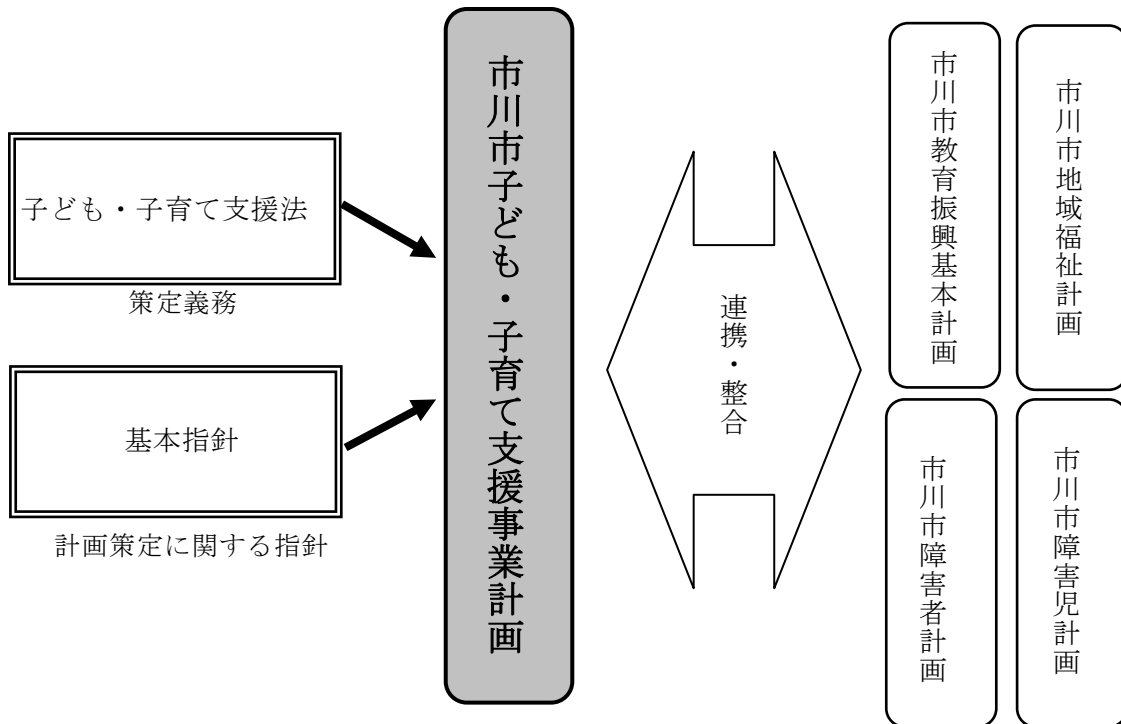 子ども・子育て支援法
策定義務
基本指針
計画策定に関する指針
市川市子ども・子育て支援事業計画
連携・整合
市川市教育振興基本計画
市川市地域福祉計画
市川市障害者計画
市川市障害児計画